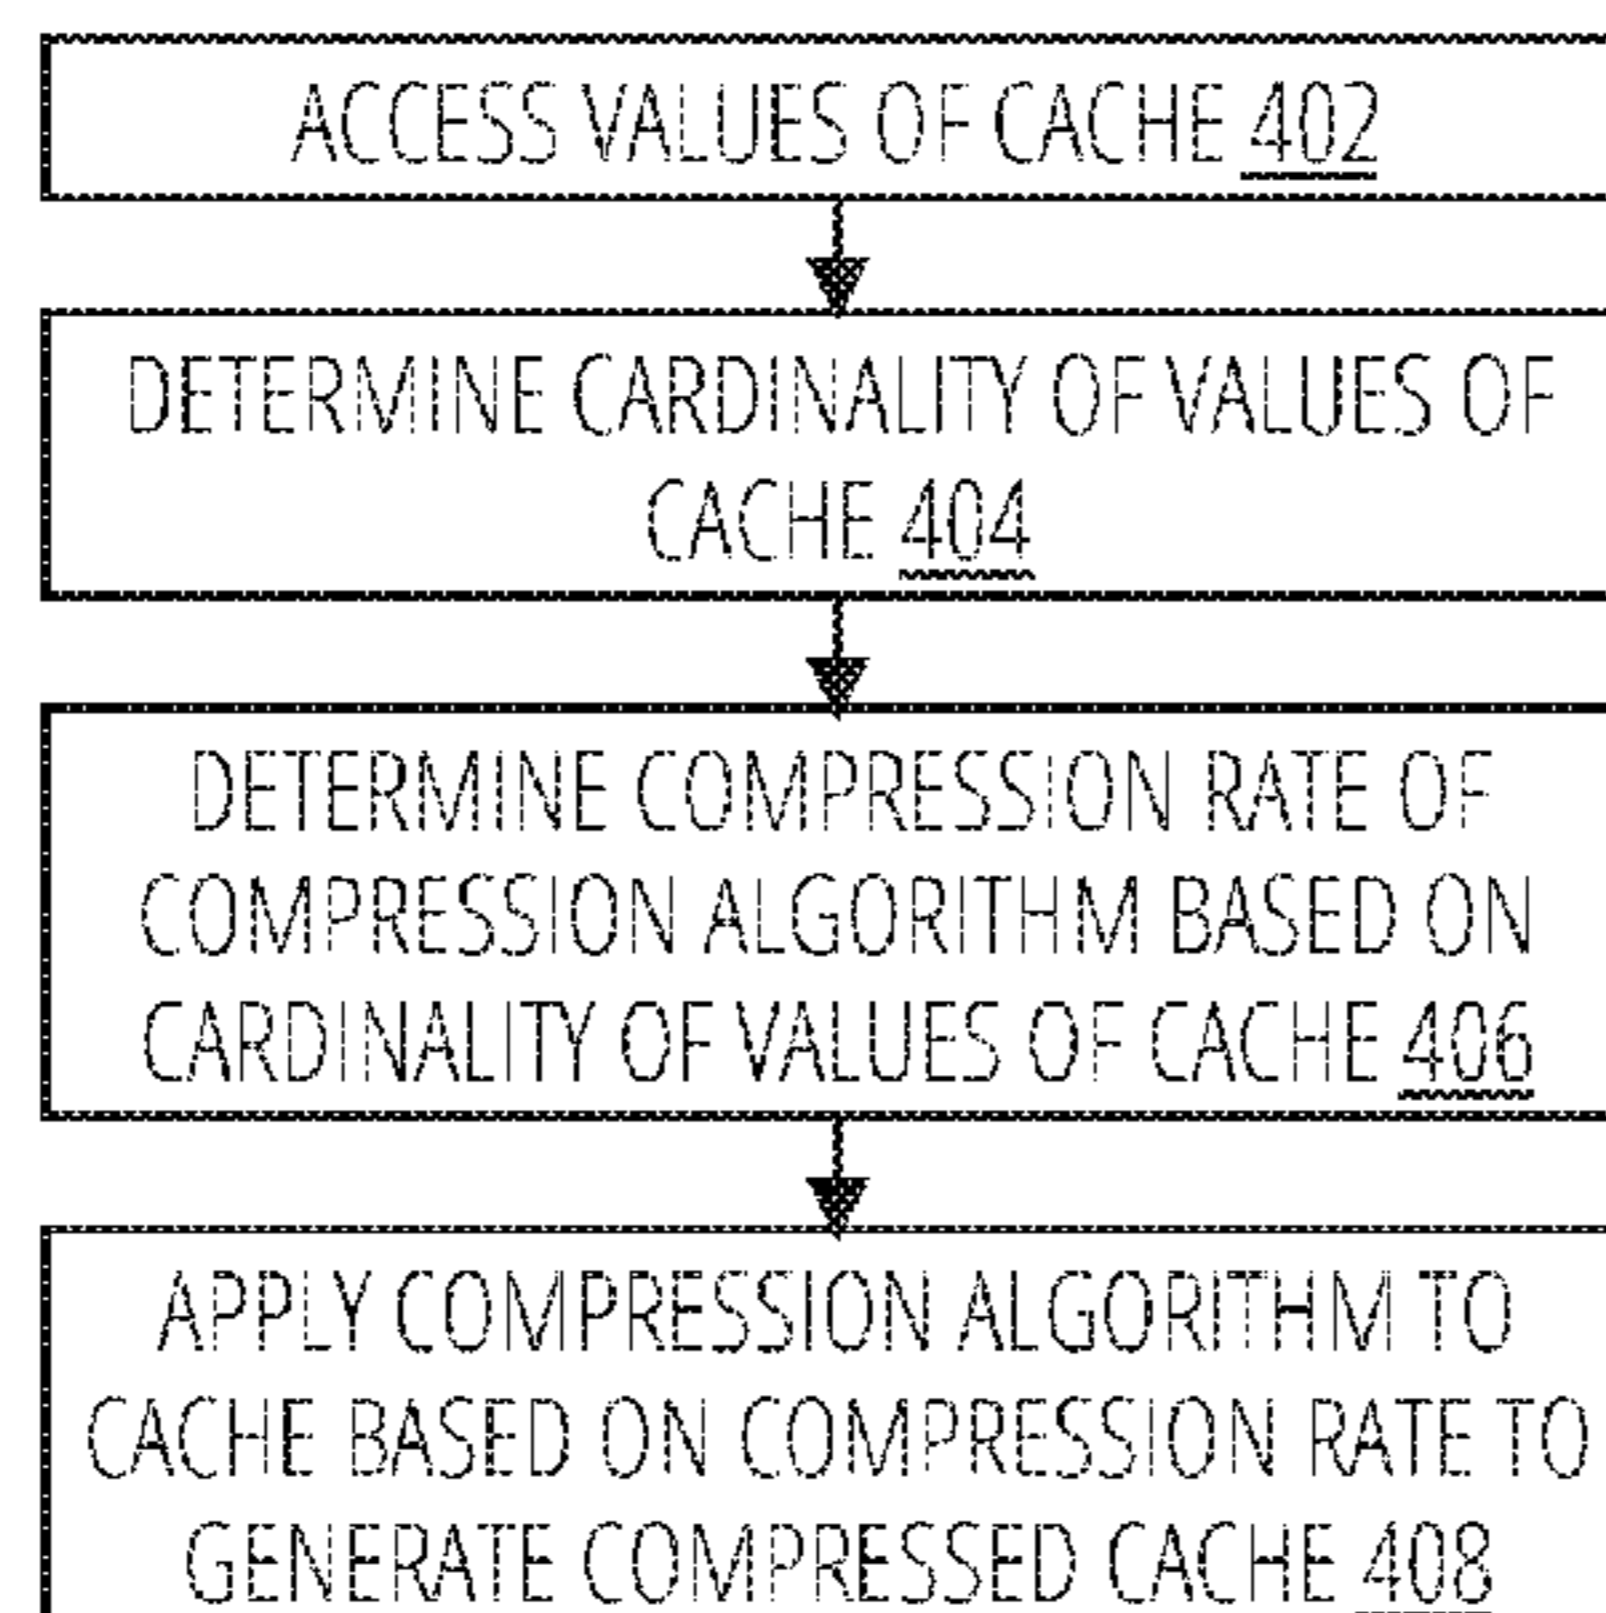 ACCESS VALUES OF CACHE 402
DETERMINE CARDINALITY OF VALUES OF
CACHE 404
DETERMINE COMPRESSION RATE OF
COMPRESSION ALGORITHM BASED ON
CARDINALITY OF VALUES OF CACHE 406
APPLY COMPRESSION ALGORITHM TO
CACHE BASED ON COMPRESSION RATE TO
GENERATE COMPRESSED CACHE 408